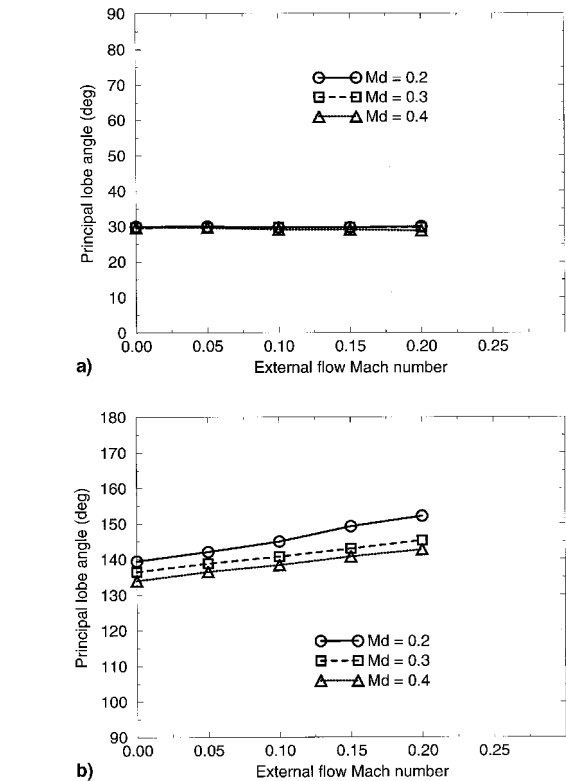 90
80
70
60
50
40
30
20
10
0
Principal lobe angle (deg)
Md = 0.2
Md = 0.3
Md = 0.4
0.00 0.05 0.10 0.15 0.20 0.25
External flow Mach number
a)
180
170
160
150
140
130
120
110
100
90
Principal lobe angle (deg)
Md = 0.2
Md = 0.3
Md = 0.4
0.00 0.05 0.10 0.15 0.20 0.25
External flow Mach number
b)